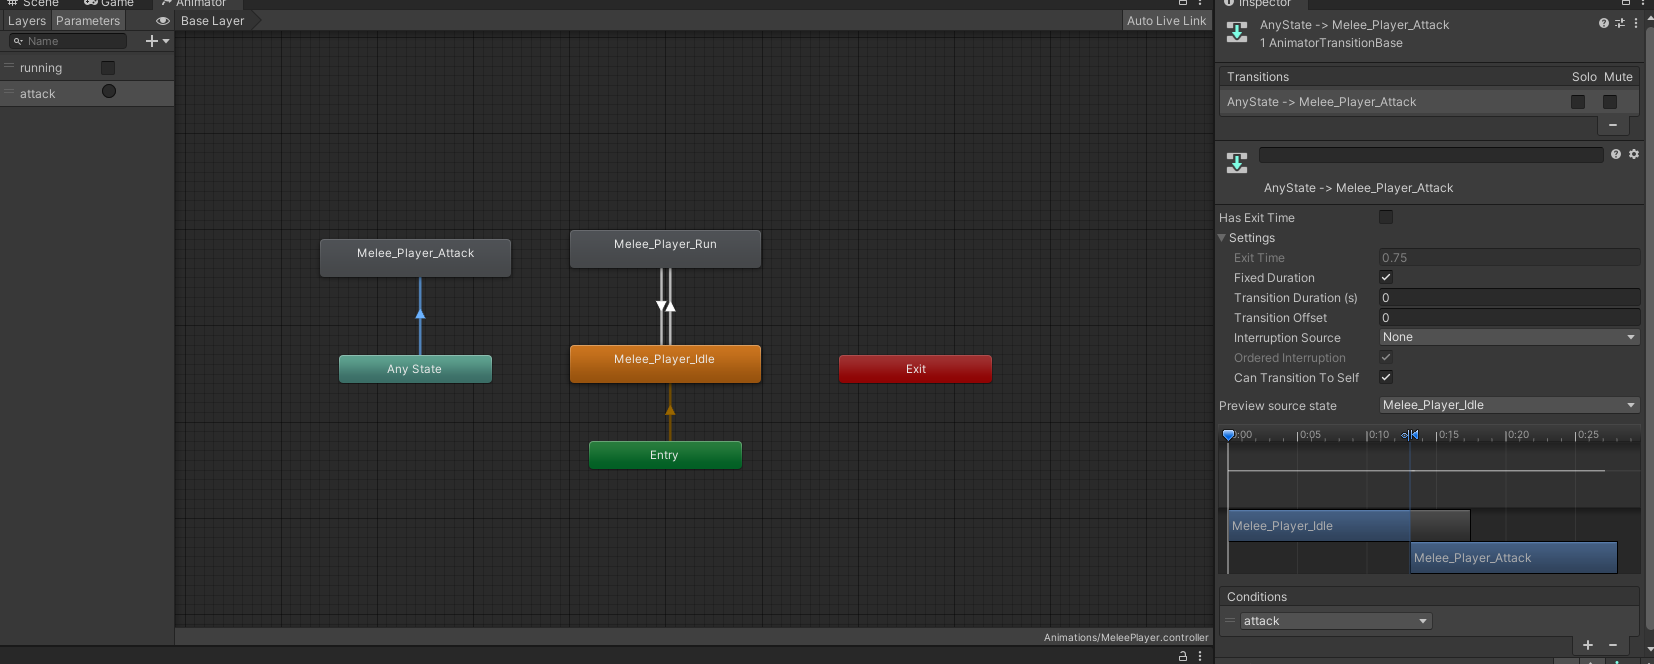 Scene Game Animator
Layers Parameters
Base Layer
Auto Live Link
Name
running
attack
Melee_Player_Attack
Melee_Player_Run
Any State
Melee_Player_Idle
Exit
Entry
Animations/MeleePlayer.controller
Inspector
AnyState -> Melee_Player_Attack
1 AnimatorTransitionBase
Transitions Solo Mute
AnyState -> Melee_Player_Attack
AnyState -> Melee_Player_Attack
Has Exit Time
Settings
Exit Time 0.75
Fixed Duration
Transition Duration (s) 0
Transition Offset 0
Interruption Source None
Ordered Interruption
Can Transition To Self
Preview source state Melee_Player_Idle
0:00 0:05 0:10 0:15 0:20 0:25
Melee_Player_Idle
Melee_Player_Attack
Conditions
attack